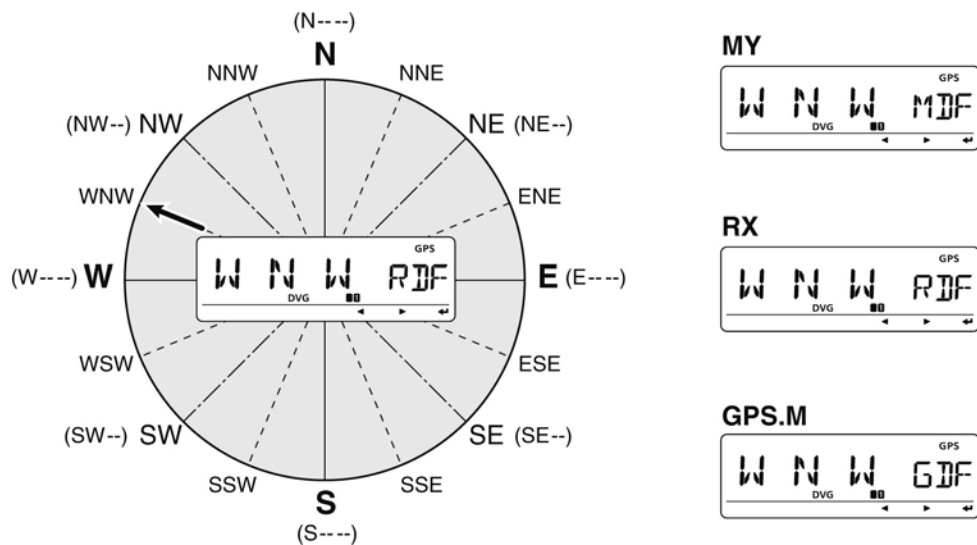 (N-- --)
N
NNW
NNE
(NW--) NW
NE (NE--)
WNW
ENE
GPS
W N W RDF
DVG
(W-- --) W
E (E-- --)
WSW
ESE
(SW--) SW
SE (SE--)
SSW
SSE
S
(S-- --)
MY
GPS
W N W MDF
DVG
RX
GPS
W N W RDF
DVG
GPS.M
GPS
W N W GDF
DVG